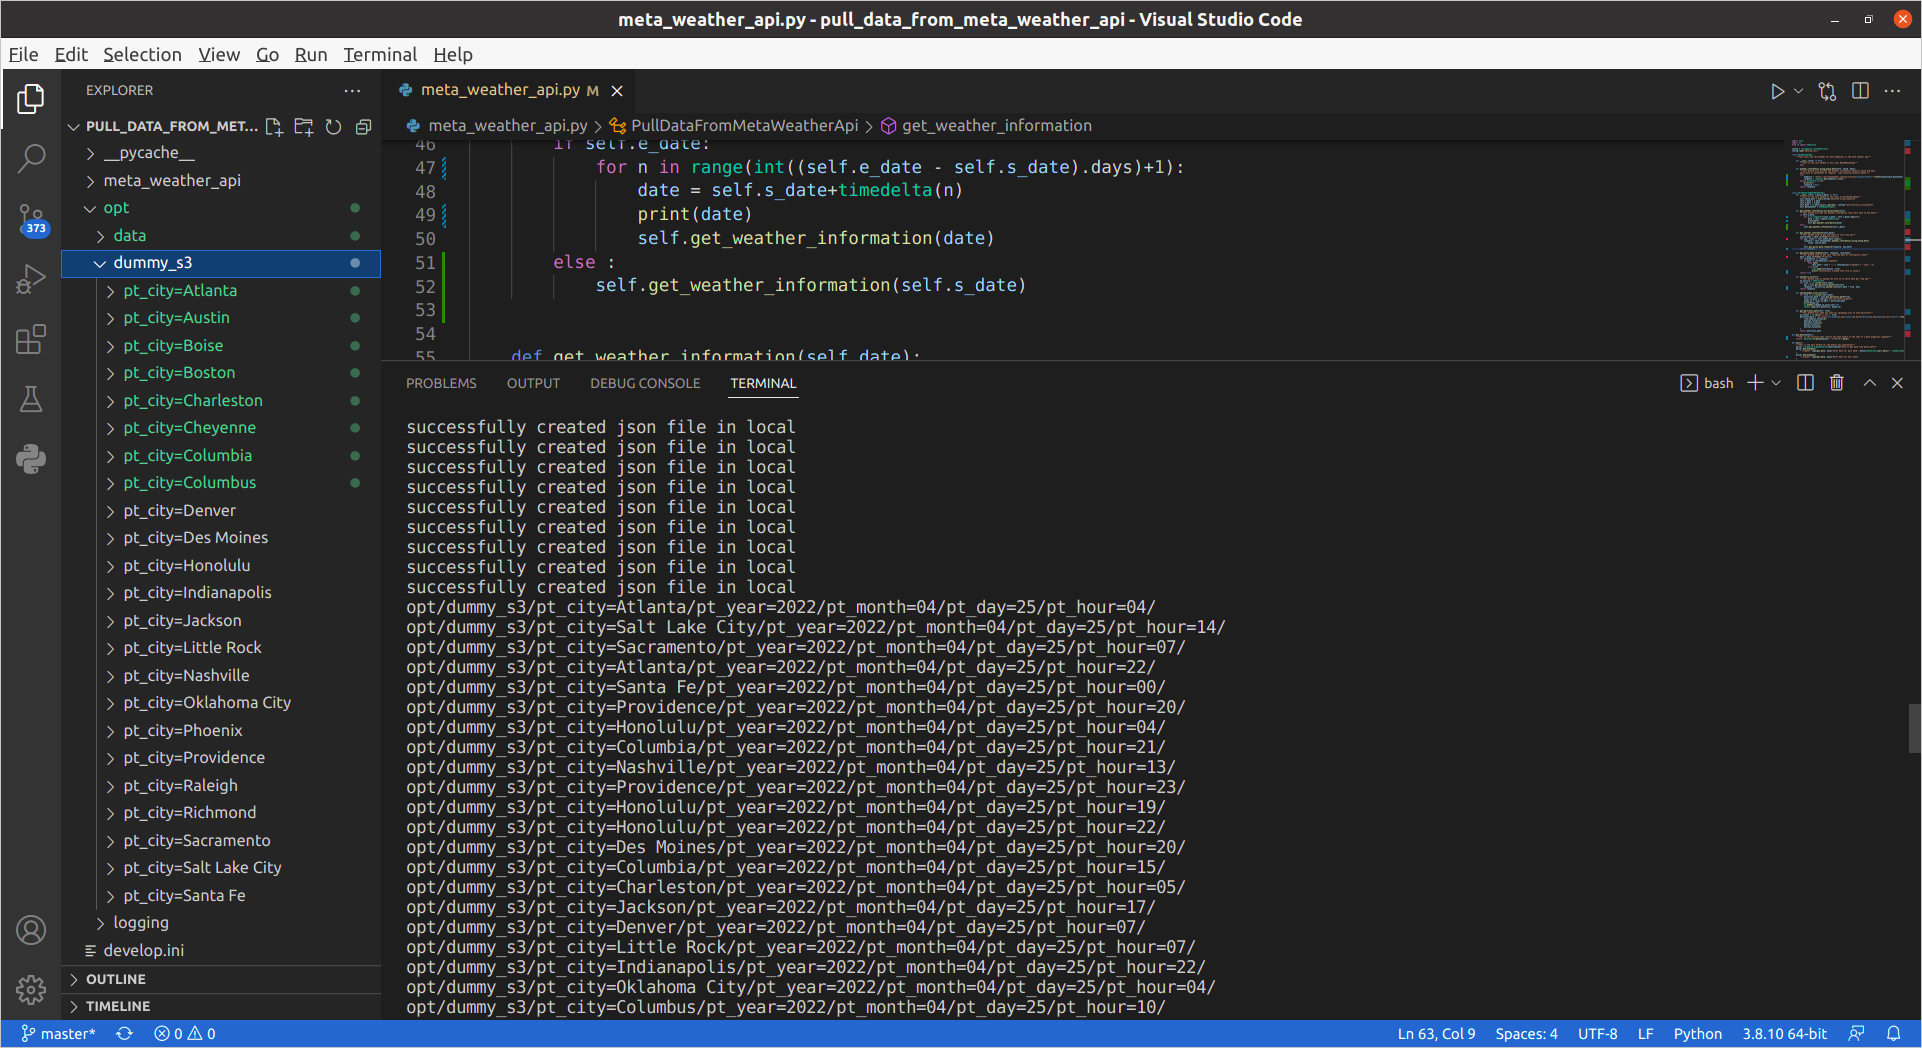 meta_weather_api.py - pull_data_from_meta_weather_api - Visual Studio Code
File Edit Selection View Go Run Terminal Help
EXPLORER
PULL_DATA_FROM_MET...
__pycache__
meta_weather_api
opt
data
dummy_s3
pt_city=Atlanta
pt_city=Austin
pt_city=Boise
pt_city=Boston
pt_city=Charleston
pt_city=Cheyenne
pt_city=Columbia
pt_city=Columbus
pt_city=Denver
pt_city=Des Moines
pt_city=Honolulu
pt_city=Indianapolis
pt_city=Jackson
pt_city=Little Rock
pt_city=Nashville
pt_city=Oklahoma City
pt_city=Phoenix
pt_city=Providence
pt_city=Raleigh
pt_city=Richmond
pt_city=Sacramento
pt_city=Salt Lake City
pt_city=Santa Fe
logging
develop.ini
OUTLINE
TIMELINE
373
meta_weather_api.py M
meta_weather_api.py > PullDataFromMetaWeatherApi > get_weather_information
46 if self.e_date:
47 for n in range(int((self.e_date - self.s_date).days)+1):
48 date = self.s_date+timedelta(n)
49 print(date)
50 self.get_weather_information(date)
51 else :
52 self.get_weather_information(self.s_date)
53
54
55 def get_weather_information(self,date):
PROBLEMS OUTPUT DEBUG CONSOLE TERMINAL
bash
successfully created json file in local
successfully created json file in local
successfully created json file in local
successfully created json file in local
successfully created json file in local
successfully created json file in local
successfully created json file in local
successfully created json file in local
successfully created json file in local
opt/dummy_s3/pt_city=Atlanta/pt_year=2022/pt_month=04/pt_day=25/pt_hour=04/
opt/dummy_s3/pt_city=Salt Lake City/pt_year=2022/pt_month=04/pt_day=25/pt_hour=14/
opt/dummy_s3/pt_city=Sacramento/pt_year=2022/pt_month=04/pt_day=25/pt_hour=07/
opt/dummy_s3/pt_city=Atlanta/pt_year=2022/pt_month=04/pt_day=25/pt_hour=22/
opt/dummy_s3/pt_city=Santa Fe/pt_year=2022/pt_month=04/pt_day=25/pt_hour=00/
opt/dummy_s3/pt_city=Providence/pt_year=2022/pt_month=04/pt_day=25/pt_hour=20/
opt/dummy_s3/pt_city=Honolulu/pt_year=2022/pt_month=04/pt_day=25/pt_hour=04/
opt/dummy_s3/pt_city=Columbia/pt_year=2022/pt_month=04/pt_day=25/pt_hour=21/
opt/dummy_s3/pt_city=Nashville/pt_year=2022/pt_month=04/pt_day=25/pt_hour=13/
opt/dummy_s3/pt_city=Providence/pt_year=2022/pt_month=04/pt_day=25/pt_hour=23/
opt/dummy_s3/pt_city=Honolulu/pt_year=2022/pt_month=04/pt_day=25/pt_hour=19/
opt/dummy_s3/pt_city=Honolulu/pt_year=2022/pt_month=04/pt_day=25/pt_hour=22/
opt/dummy_s3/pt_city=Des Moines/pt_year=2022/pt_month=04/pt_day=25/pt_hour=20/
opt/dummy_s3/pt_city=Columbia/pt_year=2022/pt_month=04/pt_day=25/pt_hour=15/
opt/dummy_s3/pt_city=Charleston/pt_year=2022/pt_month=04/pt_day=25/pt_hour=05/
opt/dummy_s3/pt_city=Jackson/pt_year=2022/pt_month=04/pt_day=25/pt_hour=17/
opt/dummy_s3/pt_city=Denver/pt_year=2022/pt_month=04/pt_day=25/pt_hour=07/
opt/dummy_s3/pt_city=Little Rock/pt_year=2022/pt_month=04/pt_day=25/pt_hour=07/
opt/dummy_s3/pt_city=Indianapolis/pt_year=2022/pt_month=04/pt_day=25/pt_hour=22/
opt/dummy_s3/pt_city=Oklahoma City/pt_year=2022/pt_month=04/pt_day=25/pt_hour=04/
opt/dummy_s3/pt_city=Columbus/pt_year=2022/pt_month=04/pt_day=25/pt_hour=10/
master* 0 0 Ln 63, Col 9 Spaces: 4 UTF-8 LF Python 3.8.10 64-bit